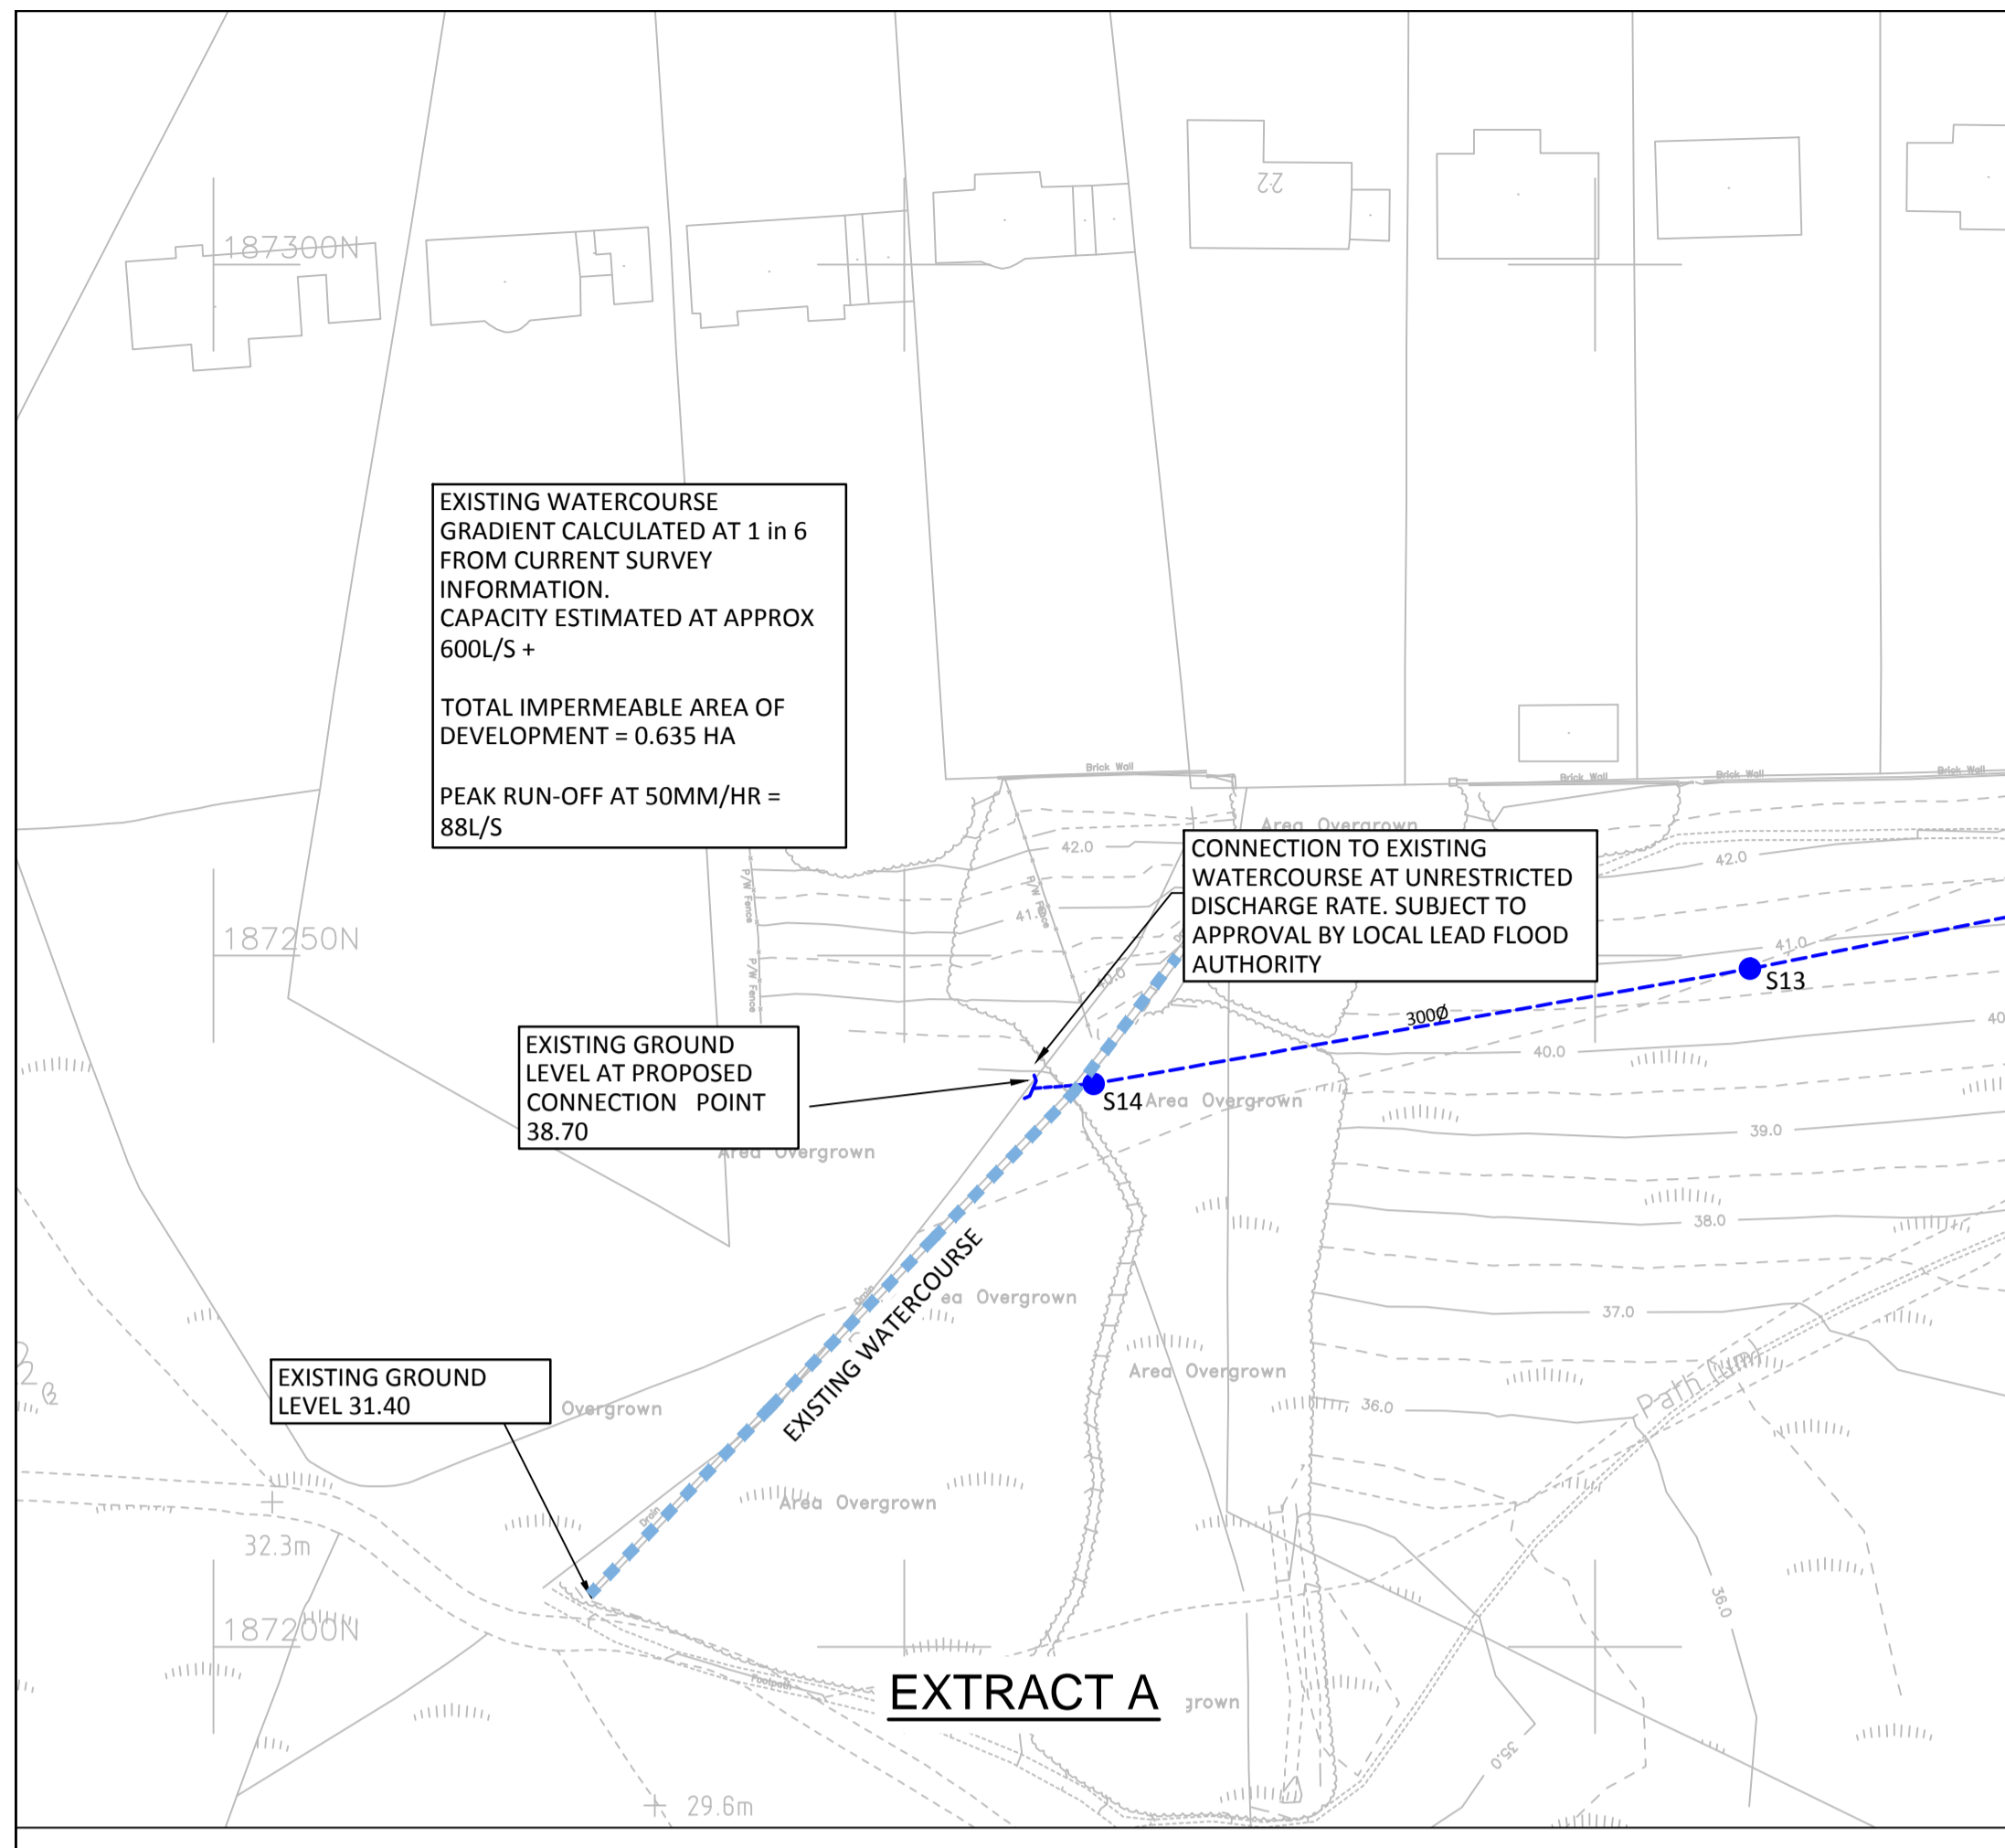 22
187300N
EXISTING WATERCOURSE
GRADIENT CALCULATED AT 1 in 6
FROM CURRENT SURVEY
INFORMATION.
CAPACITY ESTIMATED AT APPROX
600L/S +
TOTAL IMPERMEABLE AREA OF
DEVELOPMENT = 0.635 HA
PEAK RUN-OFF AT 50MM/HR =
88L/S
Brick Wall
Brick Wall
Brick Wall
Brick Wall
Area Overgrown
42.0
42.0
P/W Fence
P/W Fence
41.0
CONNECTION TO EXISTING
WATERCOURSE AT UNRESTRICTED
DISCHARGE RATE. SUBJECT TO
APPROVAL BY LOCAL LEAD FLOOD
AUTHORITY
187250N
41.0
S13
300Ø
40.0
40.0
EXISTING GROUND
LEVEL AT PROPOSED
CONNECTION POINT
38.70
S14
Area Overgrown
39.0
Area Overgrown
38.0
EXISTING WATERCOURSE
Drain
ea Overgrown
37.0
Area Overgrown
Path (um)
EXISTING GROUND
LEVEL 31.40
Overgrown
36.0
Area Overgrown
Drain
32.3m
36.0
187200N
Footpath
EXTRACT A
grown
35.0
29.6m